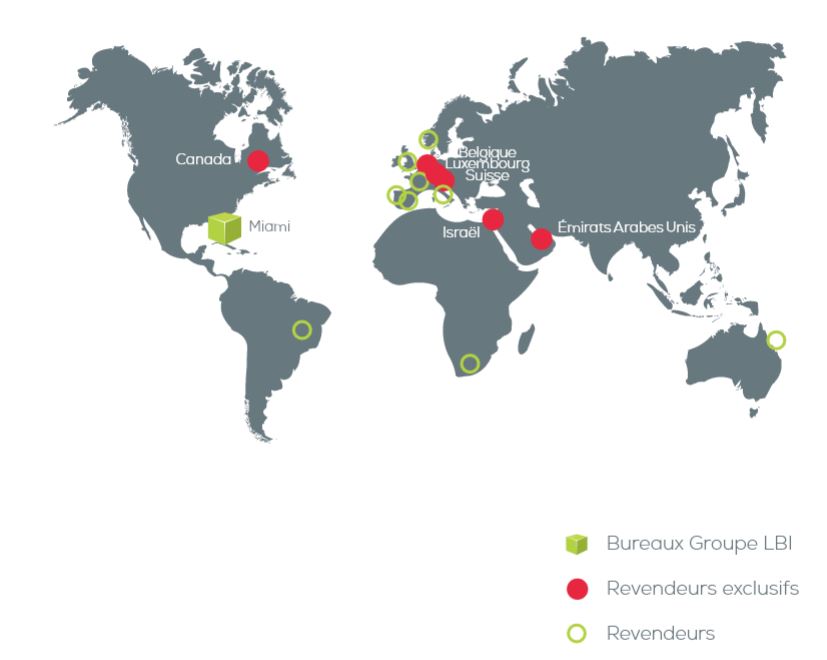 Canada
Belgique
Luxembourg
Suisse
Miami
Israël
Émirats Arabes Unis
Bureaux Groupe LBI
Revendeurs exclusifs
Revendeurs